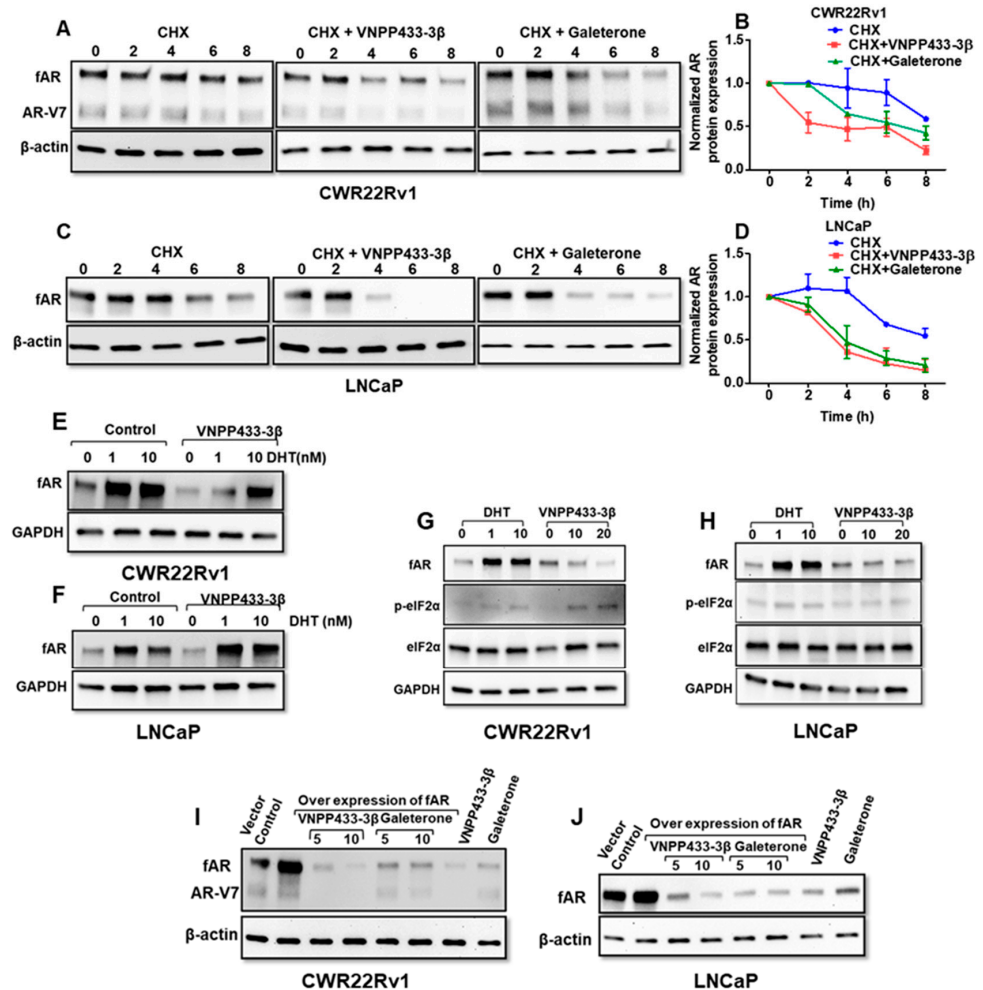 A
CHX
CHX + VNPP433-3β
CHX + Galeterone
0 2 4 6 8 0 2 4 6 8 0 2 4 6 8
fAR
AR-V7
β-actin
CWR22Rv1
B
CWR22Rv1
CHX
CHX+VNPP433-3β
CHX+Galeterone
Normalized AR
protein expression
1.5
1.0
0.5
0.0
0 2 4 6 8
Time (h)
C
CHX
CHX + VNPP433-3β
CHX + Galeterone
0 2 4 6 8 0 2 4 6 8 0 2 4 6 8
fAR
β-actin
LNCaP
D
LNCaP
CHX
CHX+VNPP433-3β
CHX+Galeterone
Normalized AR
protein expression
1.5
1.0
0.5
0.0
0 2 4 6 8
Time (h)
E
Control VNPP433-3β
0 1 10 0 1 10 DHT(nM)
fAR
GAPDH
CWR22Rv1
F
Control VNPP433-3β
0 1 10 0 1 10 DHT (nM)
fAR
GAPDH
LNCaP
G
DHT VNPP433-3β
0 1 10 0 10 20
fAR
p-eIF2α
eIF2α
GAPDH
CWR22Rv1
H
DHT VNPP433-3β
0 1 10 0 10 20
fAR
p-eIF2α
eIF2α
GAPDH
LNCaP
I
Vector
Control
Over expression of fAR
VNPP433-3β Galeterone
5 10 5 10
VNPP433-3β
Galeterone
fAR
AR-V7
β-actin
CWR22Rv1
J
Vector
Control
Over expression of fAR
VNPP433-3β Galeterone
5 10 5 10
VNPP433-3β
Galeterone
fAR
β-actin
LNCaP